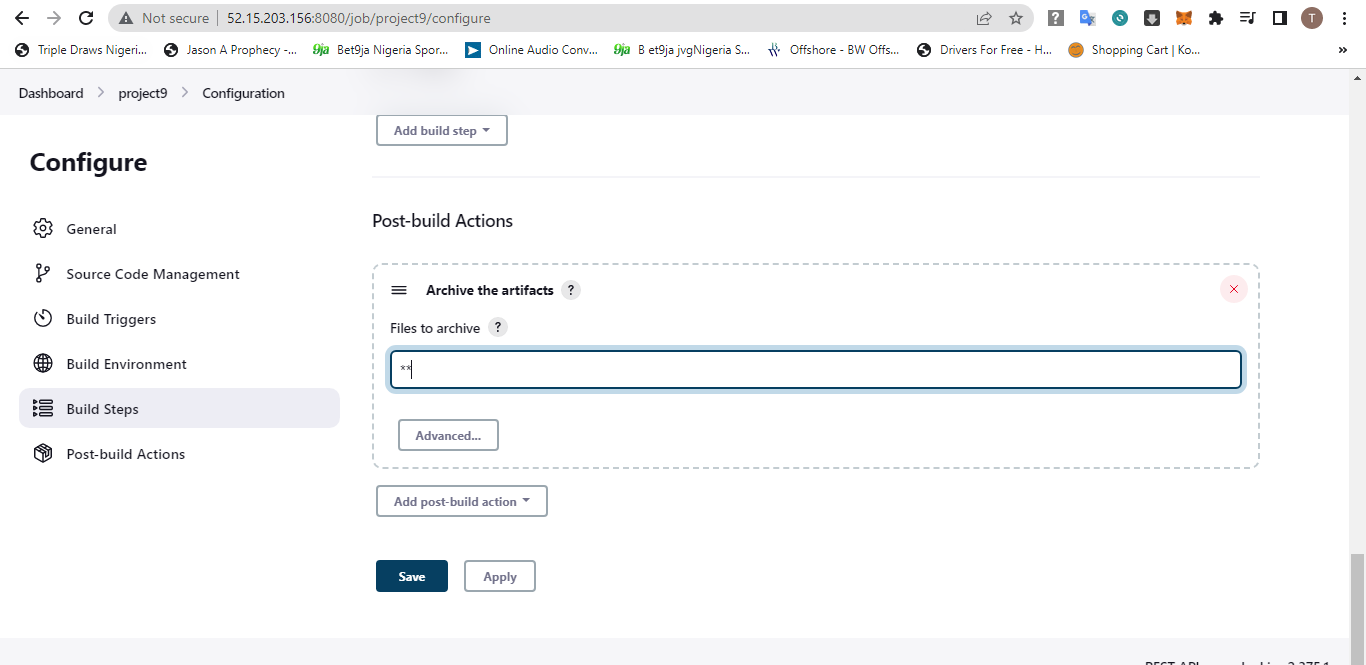 Not secure | 52.15.203.156:8080/job/project9/configure
T
Triple Draws Nigeri... Jason A Prophecy -... 9ja Bet9ja Nigeria Spor... Online Audio Conv... 9ja B et9ja jvgNigeria S... Offshore - BW Offs... Drivers For Free - H... Shopping Cart | Ko... »
Dashboard > project9 > Configuration
Add build step
Configure
General
Source Code Management
Build Triggers
Build Environment
Build Steps
Post-build Actions
Post-build Actions
Archive the artifacts ?
Files to archive ?
**
Advanced...
Add post-build action
Save Apply